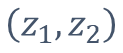 (z₁, z₂)